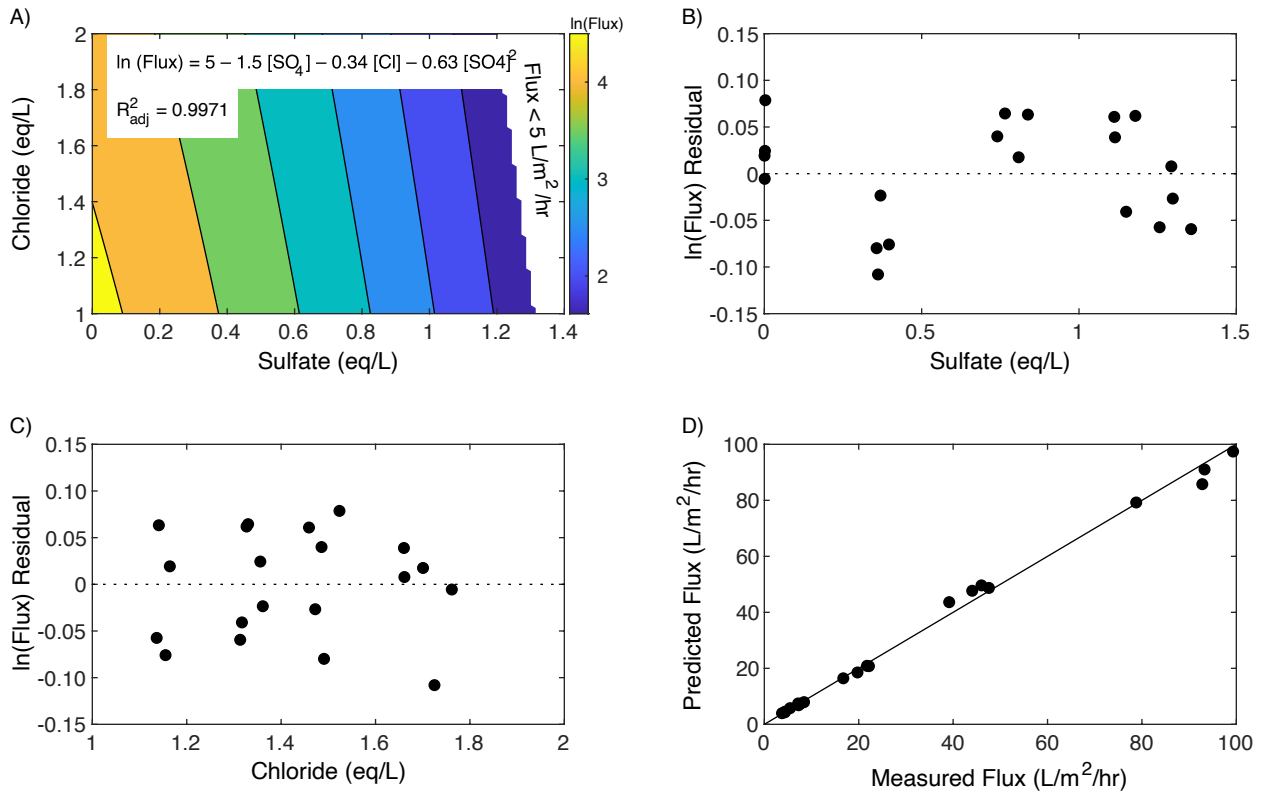 A)
ln(Flux)
ln (Flux) = 5 − 1.5 [SO4] − 0.34 [Cl] − 0.63 [SO4]²
R²adj = 0.9971
Flux < 5 L/m²/hr
2
1.8
1.6
1.4
1.2
1
Chloride (eq/L)
0 0.2 0.4 0.6 0.8 1 1.2 1.4
Sulfate (eq/L)
4
3
2
B)
0.15
0.10
0.05
0
-0.05
-0.10
-0.15
ln(Flux) Residual
0 0.5 1 1.5
Sulfate (eq/L)
C)
0.15
0.10
0.05
0
-0.05
-0.10
-0.15
ln(Flux) Residual
1 1.2 1.4 1.6 1.8 2
Chloride (eq/L)
D)
100
80
60
40
20
0
Predicted Flux (L/m²/hr)
0 20 40 60 80 100
Measured Flux (L/m²/hr)